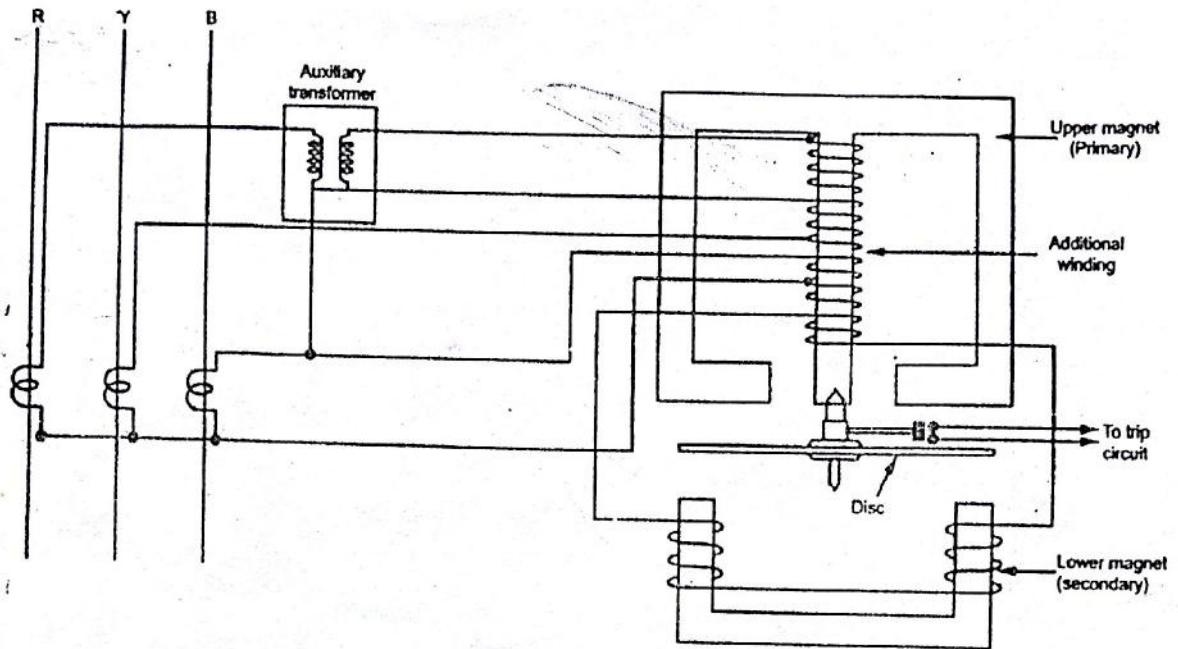 R Y B
Auxiliary
transformer
Upper magnet
(Primary)
Additional
winding
To trip
circuit
Disc
Lower magnet
(secondary)